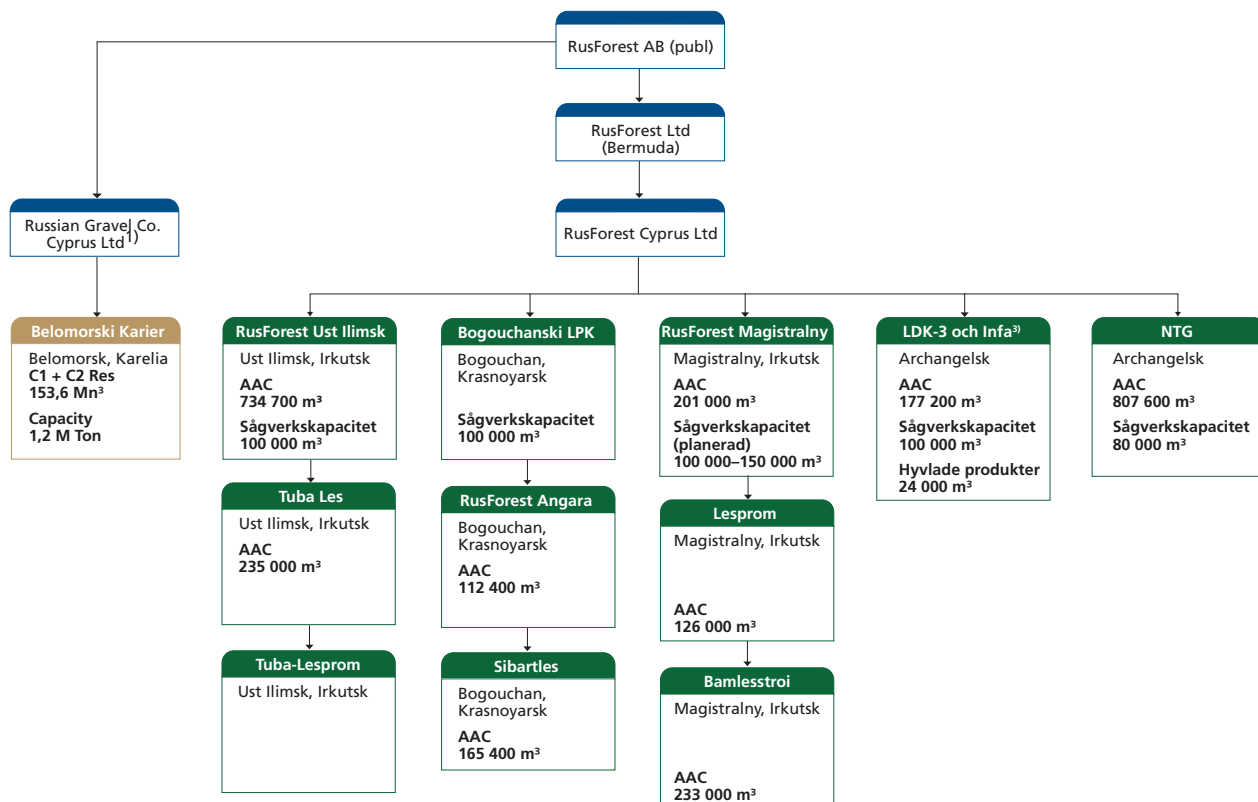 RusForest AB (publ)
RusForest Ltd
(Bermuda)
Russian Gravel Co.
Cyprus Ltd1)
RusForest Cyprus Ltd
Belomorski Karier
Belomorsk, Karelia
C1 + C2 Res
153,6 Mn³
Capacity
1,2 M Ton
RusForest Ust Ilimsk
Ust Ilimsk, Irkutsk
AAC
734 700 m³
Sågverkskapacitet
100 000 m³
Tuba Les
Ust Ilimsk, Irkutsk
AAC
235 000 m³
Tuba-Lesprom
Ust Ilimsk, Irkutsk
Bogouchanski LPK
Bogouchan,
Krasnoyarsk
Sågverkskapacitet
100 000 m³
RusForest Angara
Bogouchan,
Krasnoyarsk
AAC
112 400 m³
Sibartles
Bogouchan,
Krasnoyarsk
AAC
165 400 m³
RusForest Magistralny
Magistralny, Irkutsk
AAC
201 000 m³
Sågverkskapacitet
(planerad)
100 000–150 000 m³
Lesprom
Magistralny, Irkutsk
AAC
126 000 m³
Bamlesstroi
Magistralny, Irkutsk
AAC
233 000 m³
LDK-3 och Infa³⁾
Archangelsk
AAC
177 200 m³
Sågverkskapacitet
100 000 m³
Hyvlade produkter
24 000 m³
NTG
Archangelsk
AAC
807 600 m³
Sågverkskapacitet
80 000 m³